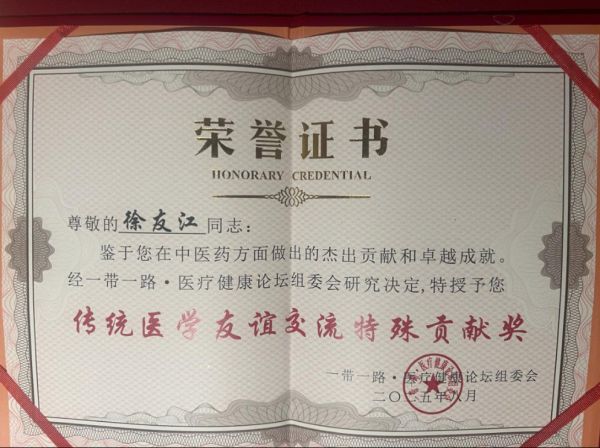 荣誉证书
HONORARY CREDENTIAL
尊敬的徐友江同志：
鉴于您在中医药方面做出的杰出贡献和卓越成就。
经一带一路·医疗健康论坛组委会研究决定,特授予您
传统医学友谊交流特殊贡献奖
一带一路·医疗健康论坛组委会
二〇二五年八月